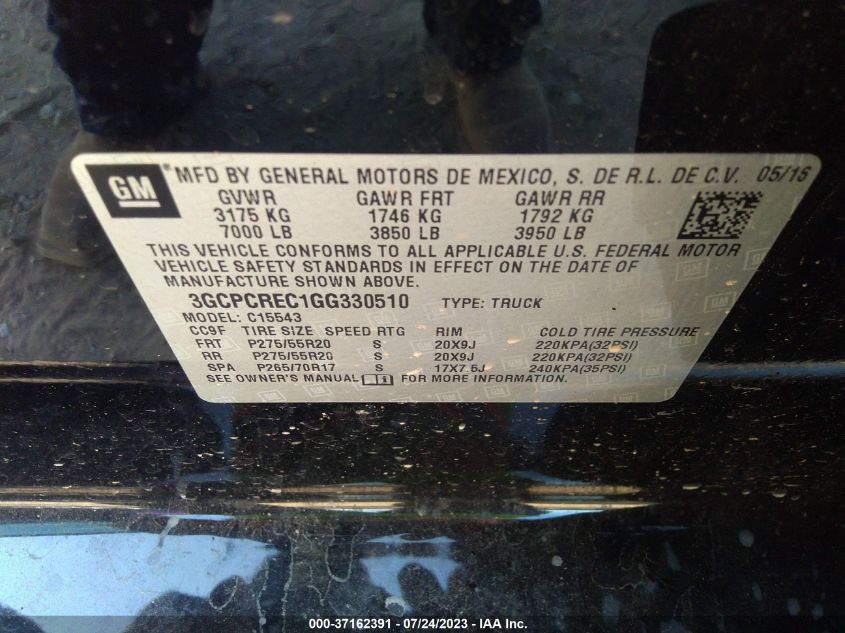 GM
MFD BY GENERAL MOTORS DE MEXICO, S. DE R.L. DE C.V. 05/16
GVWR GAWR FRT GAWR RR
3175 KG 1746 KG 1792 KG
7000 LB 3850 LB 3950 LB
THIS VEHICLE CONFORMS TO ALL APPLICABLE U.S. FEDERAL MOTOR
VEHICLE SAFETY STANDARDS IN EFFECT ON THE DATE OF
MANUFACTURE SHOWN ABOVE.
3GCPCREC1GG330510 TYPE: TRUCK
MODEL: C15543
CC9F TIRE SIZE SPEED RTG RIM COLD TIRE PRESSURE
FRT P275/55R20 S 20X9J 220KPA(32PSI)
RR P275/55R20 S 20X9J 220KPA(32PSI)
SPA P265/70R17 S 17X7.5J 240KPA(35PSI)
SEE OWNER'S MANUAL FOR MORE INFORMATION.
000-37162391 / 07/24/2023 - IAA Inc.